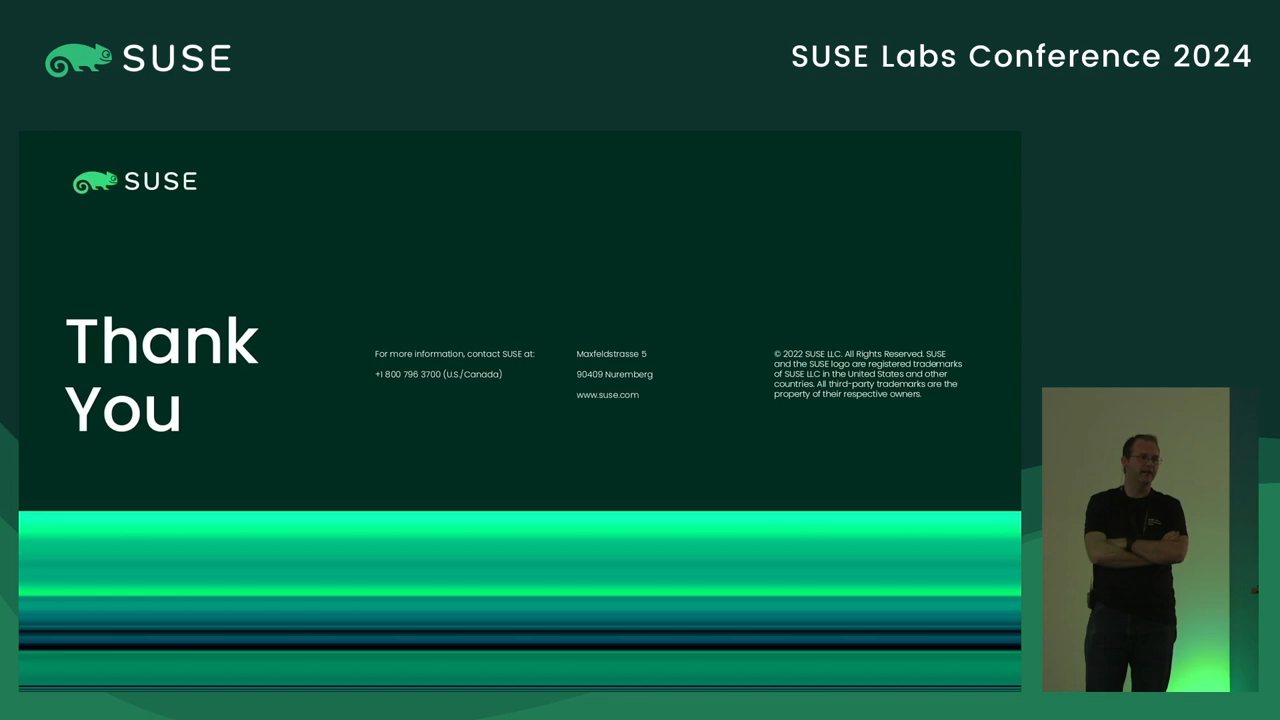 SUSE
SUSE Labs Conference 2024
SUSE
Thank
You
For more information, contact SUSE at:
+1 800 796 3700 (U.S./Canada)
Maxfeldstrasse 5
90409 Nuremberg
www.suse.com
© 2022 SUSE LLC. All Rights Reserved. SUSE
and the SUSE logo are registered trademarks
of SUSE LLC in the United States and other
countries. All third-party trademarks are the
property of their respective owners.